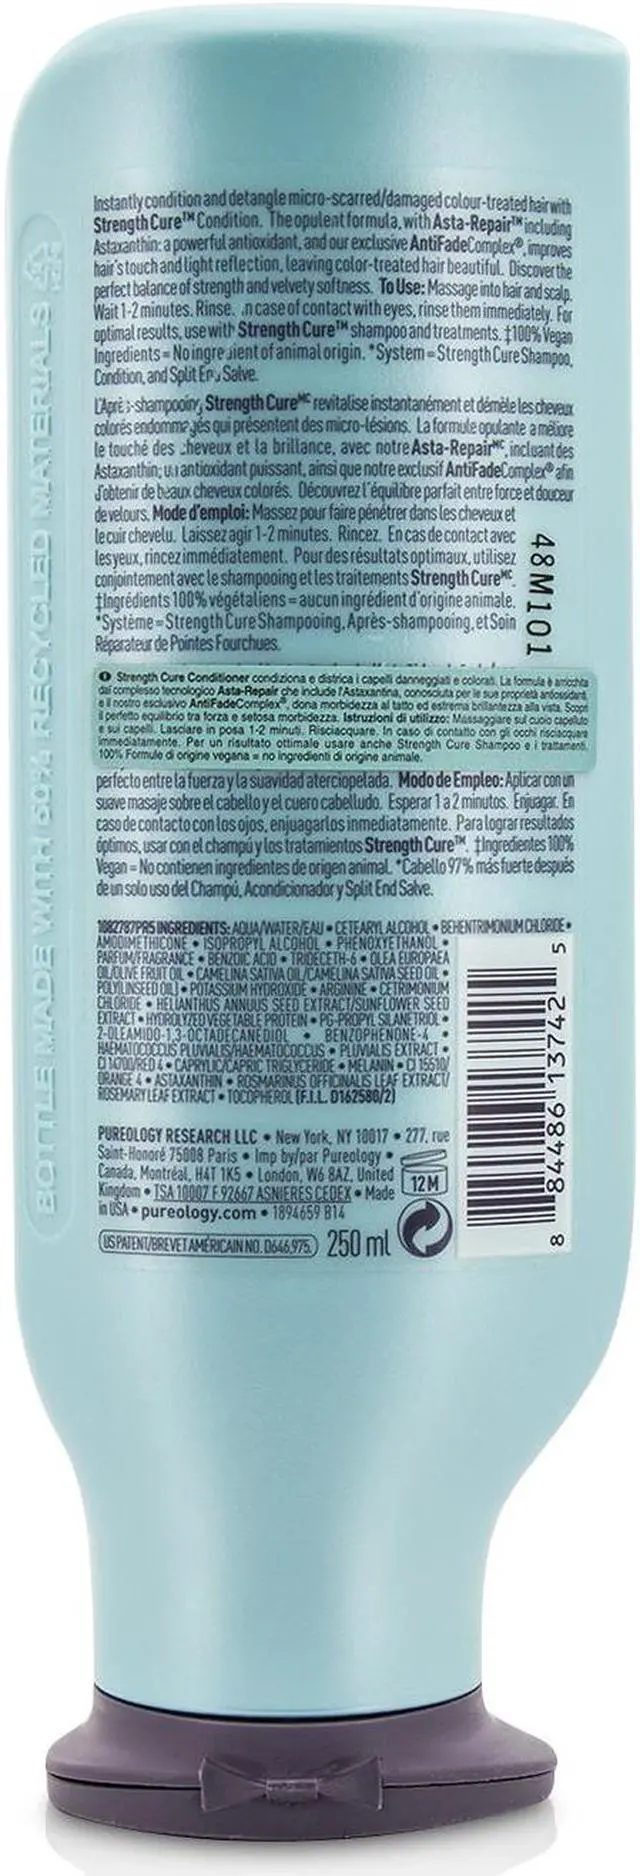 Instantly condition and detangle micro-scarred/damaged colour-treated hair with
Strength Cure™ Condition. The opulent formula, with Asta-Repair™ including
Astaxanthin: a powerful antioxidant, and our exclusive AntiFadeComplex®, improves
hair's touch and light reflection, leaving color-treated hair beautiful. Discover the
perfect balance of strength and velvety softness. To Use: Massage into hair and scalp.
Wait 1-2 minutes. Rinse. .n case of contact with eyes, rinse them immediately. For
optimal results, use with Strength Cure™ shampoo and treatments. ‡100% Vegan
Ingredients = No ingredient of animal origin. *System = Strength Cure Shampoo,
Condition, and Split End Salve.
L'Après-shampooing Strength Cure MC revitalise instantanément et démêle les cheveux
colorés endommagés qui présentent des micro-lésions. La formule opulante améliore
le touché des cheveux et la brillance, avec notre Asta-Repair MC, incluant des
Astaxanthin; un antioxidant puissant, ainsi que notre exclusif AntiFadeComplex® afin
d'obtenir de beaux cheveux colorés. Découvrez l'équilibre parfait entre force et douceur
de velours. Mode d'emploi: Massez pour faire pénétrer dans les cheveux et
le cuir chevelu. Laissez agir 1-2 minutes. Rincez. En cas de contact avec
les yeux, rincez immédiatement. Pour des résultats optimaux, utilisez
conjointement avec le shampooing et les traitements Strength Cure MC.
‡Ingrédients 100% végétaliens = aucun ingrédient d'origine animale.
*Système = Strength Cure Shampooing, Après-shampooing, et Soin
Réparateur de Pointes Fourchues.
48M101
Strength Cure Conditioner condiziona e districa i capelli danneggiati e colorati. La formula è arricchita
dal complesso tecnologico Asta-Repair che include l'Astaxantina, conosciuta per le sue proprietà antiossidanti,
e il nostro esclusivo AntiFadeComplex®, dona morbidezza al tatto ed estrema brillantezza alla vista. Scopri
il perfetto equilibrio tra forza e setosa morbidezza. Istruzioni di utilizzo: Massaggiare sul cuoio capelluto
e sui capelli. Lasciare in posa 1-2 minuti. Risciacquare. In caso di contatto con gli occhi risciacquare
immediatamente. Per un risultato ottimale usare anche Strength Cure Shampoo e i trattamenti.
100% Formule di origine vegana = no ingredienti di origine animale.
perfecto entre la fuerza y la suavidad aterciopelada. Modo de Empleo: Aplicar con un
suave masaje sobre el cabello y el cuero cabelludo. Esperar 1 a 2 minutos. Enjuagar. En
caso de contacto con los ojos, enjuagarlos inmediatamente. Para lograr resultados
óptimos, usar con el champú y los tratamientos Strength Cure™. ‡Ingredientes 100%
Vegan = No contienen ingredientes de origen animal. *Cabello 97% más fuerte después
de un solo uso del Champú, Acondicionador y Split End Salve.
1082787PR5 INGREDIENTS: AQUA/WATER/EAU • CETEARYL ALCOHOL • BEHENTRIMONIUM CHLORIDE •
AMODIMETHICONE • ISOPROPYL ALCOHOL • PHENOXYETHANOL •
PARFUM/FRAGRANCE • BENZOIC ACID • TRIDECETH-6 • OLEA EUROPAEA
OIL/OLIVE FRUIT OIL • CAMELINA SATIVA OIL/CAMELINA SATIVA SEED OIL •
POLY[LINSEED OIL] • POTASSIUM HYDROXIDE • ARGININE • CETRIMONIUM
CHLORIDE • HELIANTHUS ANNUUS SEED EXTRACT/SUNFLOWER SEED
EXTRACT • HYDROLYZED VEGETABLE PROTEIN • PG-PROPYL SILANETRIOL •
2-OLEAMIDO-1,3-OCTADECANEDIOL • BENZOPHENONE-4 •
HAEMATOCOCCUS PLUVIALIS/HAEMATOCOCCUS • PLUVIALIS EXTRACT •
CI 14700/RED 4 • CAPRYLIC/CAPRIC TRIGLYCERIDE • MELANIN • CI 15510/
ORANGE 4 • ASTAXANTHIN • ROSMARINUS OFFICINALIS LEAF EXTRACT/
ROSEMARY LEAF EXTRACT • TOCOPHEROL (F.I.L. D162580/2)
PUREOLOGY RESEARCH LLC • New York, NY 10017 • 277, rue
Saint-Honoré 75008 Paris • Imp by/par Pureology •
Canada, Montréal, H4T 1K5 • London, W6 8AZ, United
Kingdom • TSA 10007 F 92667 ASNIERES CEDEX • Made
in USA • pureology.com • 1894659 B14
12M
US PATENT/BREVET AMÉRICAIN NO. D646,975.
250 ml
8 84486 13742 5
BOTTLE MADE WITH 50% RECYCLED MATERIALS